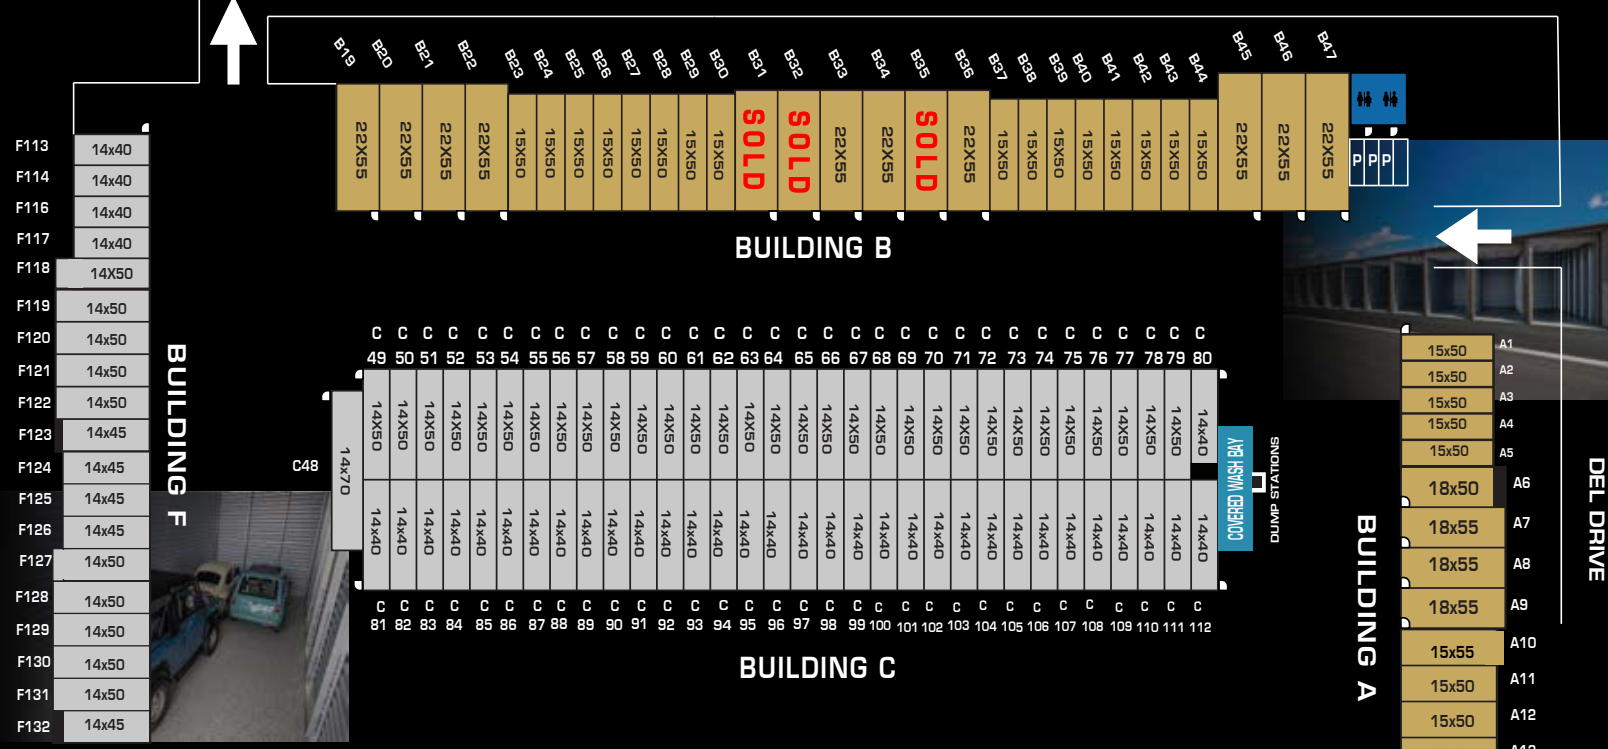 B19 B20 B21 B22 B23 B24 B25 B26 B27 B28 B29 B30 B31 B32 B33 B34 B35 B36 B37 B38 B39 B40 B41 B42 B43 B44 B45 B46 B47
22X55 22X55 22X55 22X55 15X50 15X50 15X50 15X50 15X50 15X50 15X50 15X50 SOLD SOLD 22X55 22X55 SOLD 22X55 15X50 15X50 15X50 15X50 15X50 15X50 15X50 15X50 22X55 22X55 22X55
P P P
BUILDING B
F113 14x40
F114 14x40
F116 14x40
F117 14x40
F118 14X50
F119 14x50
F120 14x50
F121 14x50
F122 14x50
F123 14x45
F124 14x45
F125 14x45
F126 14x45
F127 14x50
F128 14x50
F129 14x50
F130 14x50
F131 14x50
F132 14x45
BUILDING F
C C C C C C C C C C C C C C C C C C C C C C C C C C C C C C C C
49 50 51 52 53 54 55 56 57 58 59 60 61 62 63 64 65 66 67 68 69 70 71 72 73 74 75 76 77 78 79 80
14X50 14X50 14X50 14X50 14X50 14X50 14X50 14X50 14X50 14X50 14X50 14X50 14X50 14X50 14X50 14X50 14X50 14X50 14X50 14X50 14X50 14X50 14X50 14X50 14X50 14X50 14X50 14X50 14X50 14X50 14X50 14x40
C48 14x70
14x40 14x40 14x40 14x40 14x40 14x40 14x40 14x40 14x40 14x40 14x40 14x40 14x40 14x40 14x40 14x40 14x40 14x40 14x40 14x40 14x40 14x40 14x40 14x40 14x40 14x40 14x40 14x40 14x40 14x40 14x40 14x40
C C C C C C C C C C C C C C C C C C C C C C C C C C C C C C C C
81 82 83 84 85 86 87 88 89 90 91 92 93 94 95 96 97 98 99 100 101 102 103 104 105 106 107 108 109 110 111 112
COVERED WASH BAY
DUMP STATIONS
BUILDING C
15x50 A1
15x50 A2
15x50 A3
15x50 A4
15x50 A5
18x50 A6
18x55 A7
18x55 A8
18x55 A9
15x55 A10
15x50 A11
15x50 A12
BUILDING A
DEL DRIVE